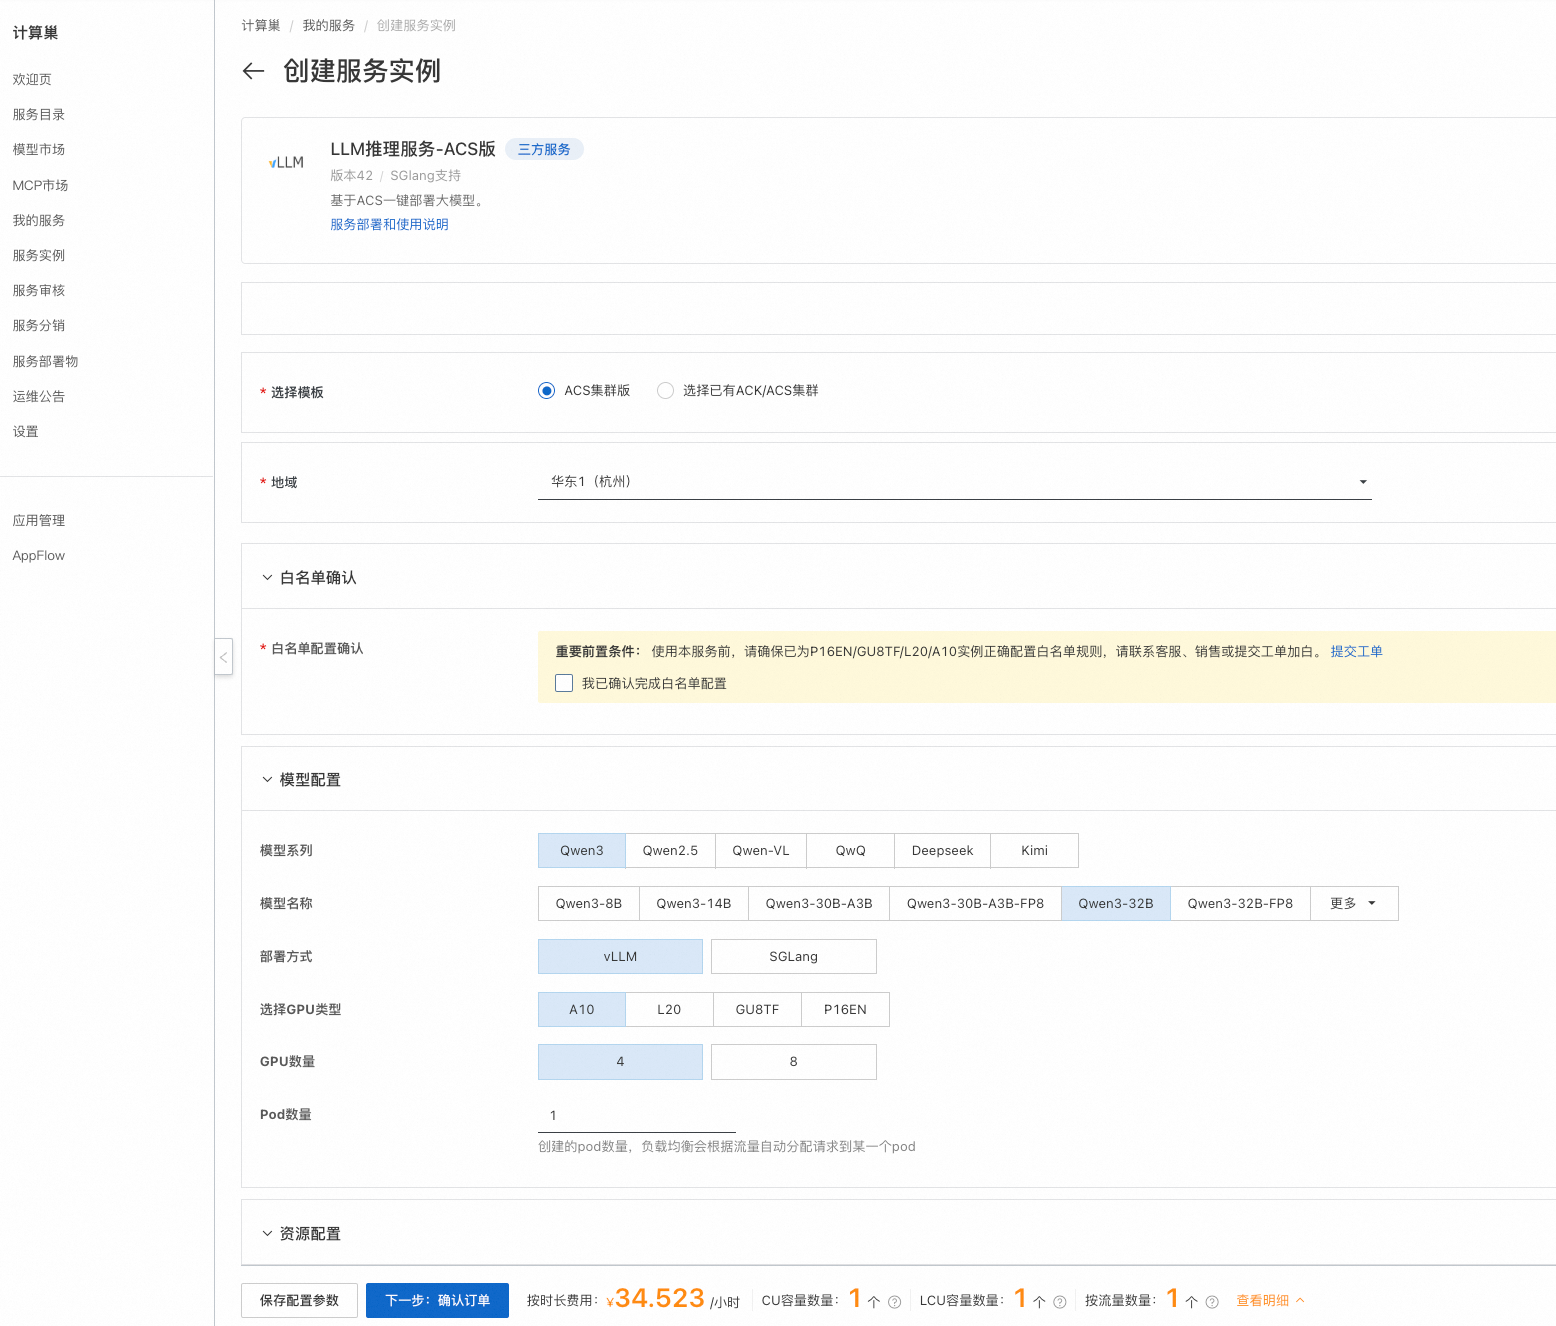 计算巢
欢迎页
服务目录
模型市场
MCP市场
我的服务
服务实例
服务审核
服务分销
服务部署物
运维公告
设置
应用管理
AppFlow
计算巢 / 我的服务 / 创建服务实例
创建服务实例
vLLM
LLM推理服务-ACS版 三方服务
版本42 / SGlang支持
基于ACS一键部署大模型。
服务部署和使用说明
* 选择模板 ACS集群版 选择已有ACK/ACS集群
* 地域 华东1（杭州）
白名单确认
* 白名单配置确认 重要前置条件： 使用本服务前，请确保已为P16EN/GU8TF/L20/A10实例正确配置白名单规则，请联系客服、销售或提交工单加白。 提交工单
我已确认完成白名单配置
模型配置
模型系列 Qwen3 Qwen2.5 Qwen-VL QwQ Deepseek Kimi
模型名称 Qwen3-8B Qwen3-14B Qwen3-30B-A3B Qwen3-30B-A3B-FP8 Qwen3-32B Qwen3-32B-FP8 更多
部署方式 vLLM SGLang
选择GPU类型 A10 L20 GU8TF P16EN
GPU数量 4 8
Pod数量 1
创建的pod数量，负载均衡会根据流量自动分配请求到某一个pod
资源配置
保存配置参数 下一步：确认订单 按时长费用： ¥34.523 /小时 CU容量数量： 1 个 LCU容量数量： 1 个 按流量数量： 1 个 查看明细